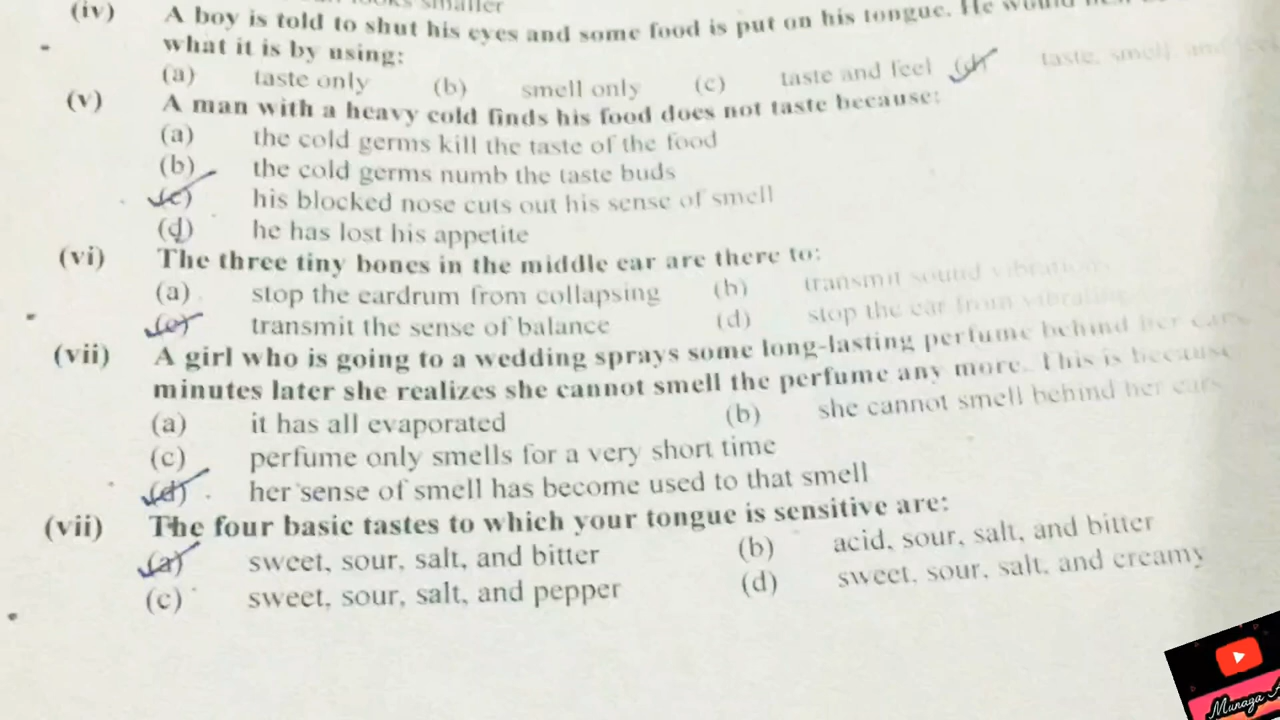 smaller
(iv) A boy is told to shut his eyes and some food is put on his tongue. He would
what it is by using:
(a) taste only (b) smell only (c) taste and feel (d) taste, smell, and feel
(v) A man with a heavy cold finds his food does not taste because:
(a) the cold germs kill the taste of the food
(b) the cold germs numb the taste buds
(c) his blocked nose cuts out his sense of smell
(d) he has lost his appetite
(vi) The three tiny bones in the middle ear are there to:
(a) stop the eardrum from collapsing (b) transmit sound vibrations
(c) transmit the sense of balance (d) stop the ear from vibrating
(vii) A girl who is going to a wedding sprays some long-lasting perfume behind her ears
minutes later she realizes she cannot smell the perfume any more. This is because
(a) it has all evaporated (b) she cannot smell behind her ears
(c) perfume only smells for a very short time
(d) her sense of smell has become used to that smell
(vii) The four basic tastes to which your tongue is sensitive are:
(a) sweet, sour, salt, and bitter (b) acid, sour, salt, and bitter
(c) sweet, sour, salt, and pepper (d) sweet, sour, salt, and creamy
Munaga